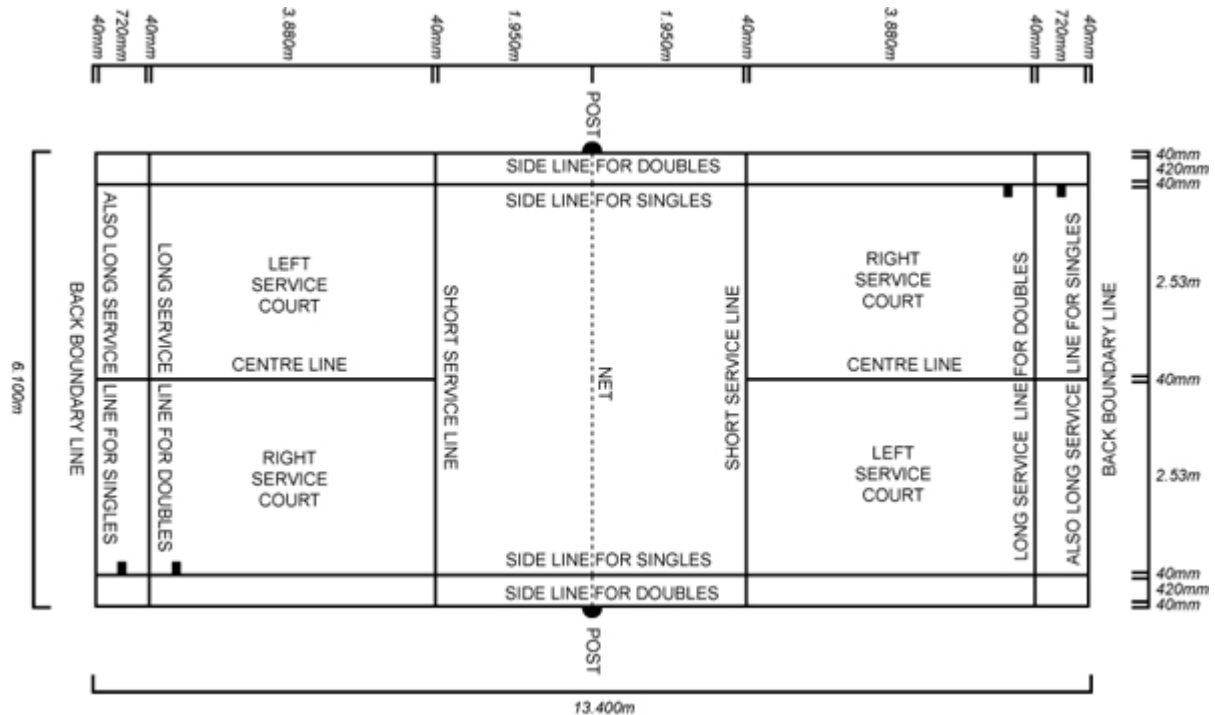 40mm
720mm
40mm
3.880m
40mm
1.950m
1.950m
40mm
3.880m
40mm
720mm
40mm
POST
SIDE LINE FOR DOUBLES
SIDE LINE FOR SINGLES
40mm
420mm
40mm
2.53m
40mm
2.53m
40mm
420mm
40mm
6.100m
BACK BOUNDARY LINE
ALSO LONG SERVICE LINE FOR SINGLES
LONG SERVICE LINE FOR DOUBLES
LEFT
SERVICE
COURT
CENTRE LINE
RIGHT
SERVICE
COURT
SHORT SERVICE LINE
NET
SHORT SERVICE LINE
RIGHT
SERVICE
COURT
CENTRE LINE
LEFT
SERVICE
COURT
LONG SERVICE LINE FOR DOUBLES
ALSO LONG SERVICE LINE FOR SINGLES
BACK BOUNDARY LINE
SIDE LINE FOR SINGLES
SIDE LINE FOR DOUBLES
POST
13.400m